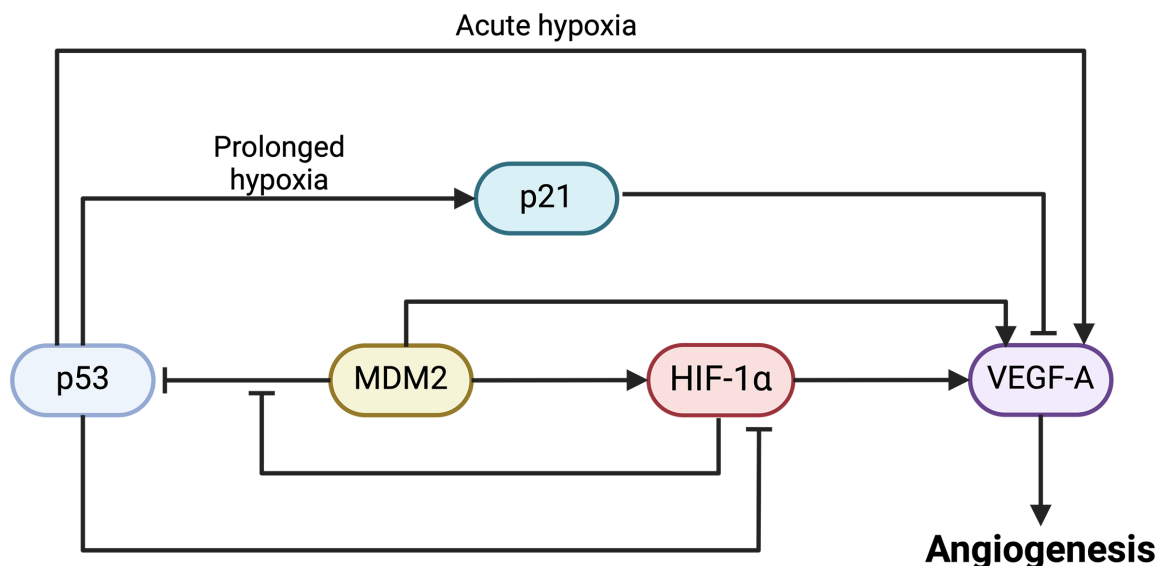 Acute hypoxia
Prolonged
hypoxia
p21
p53
MDM2
HIF-1α
VEGF-A
Angiogenesis